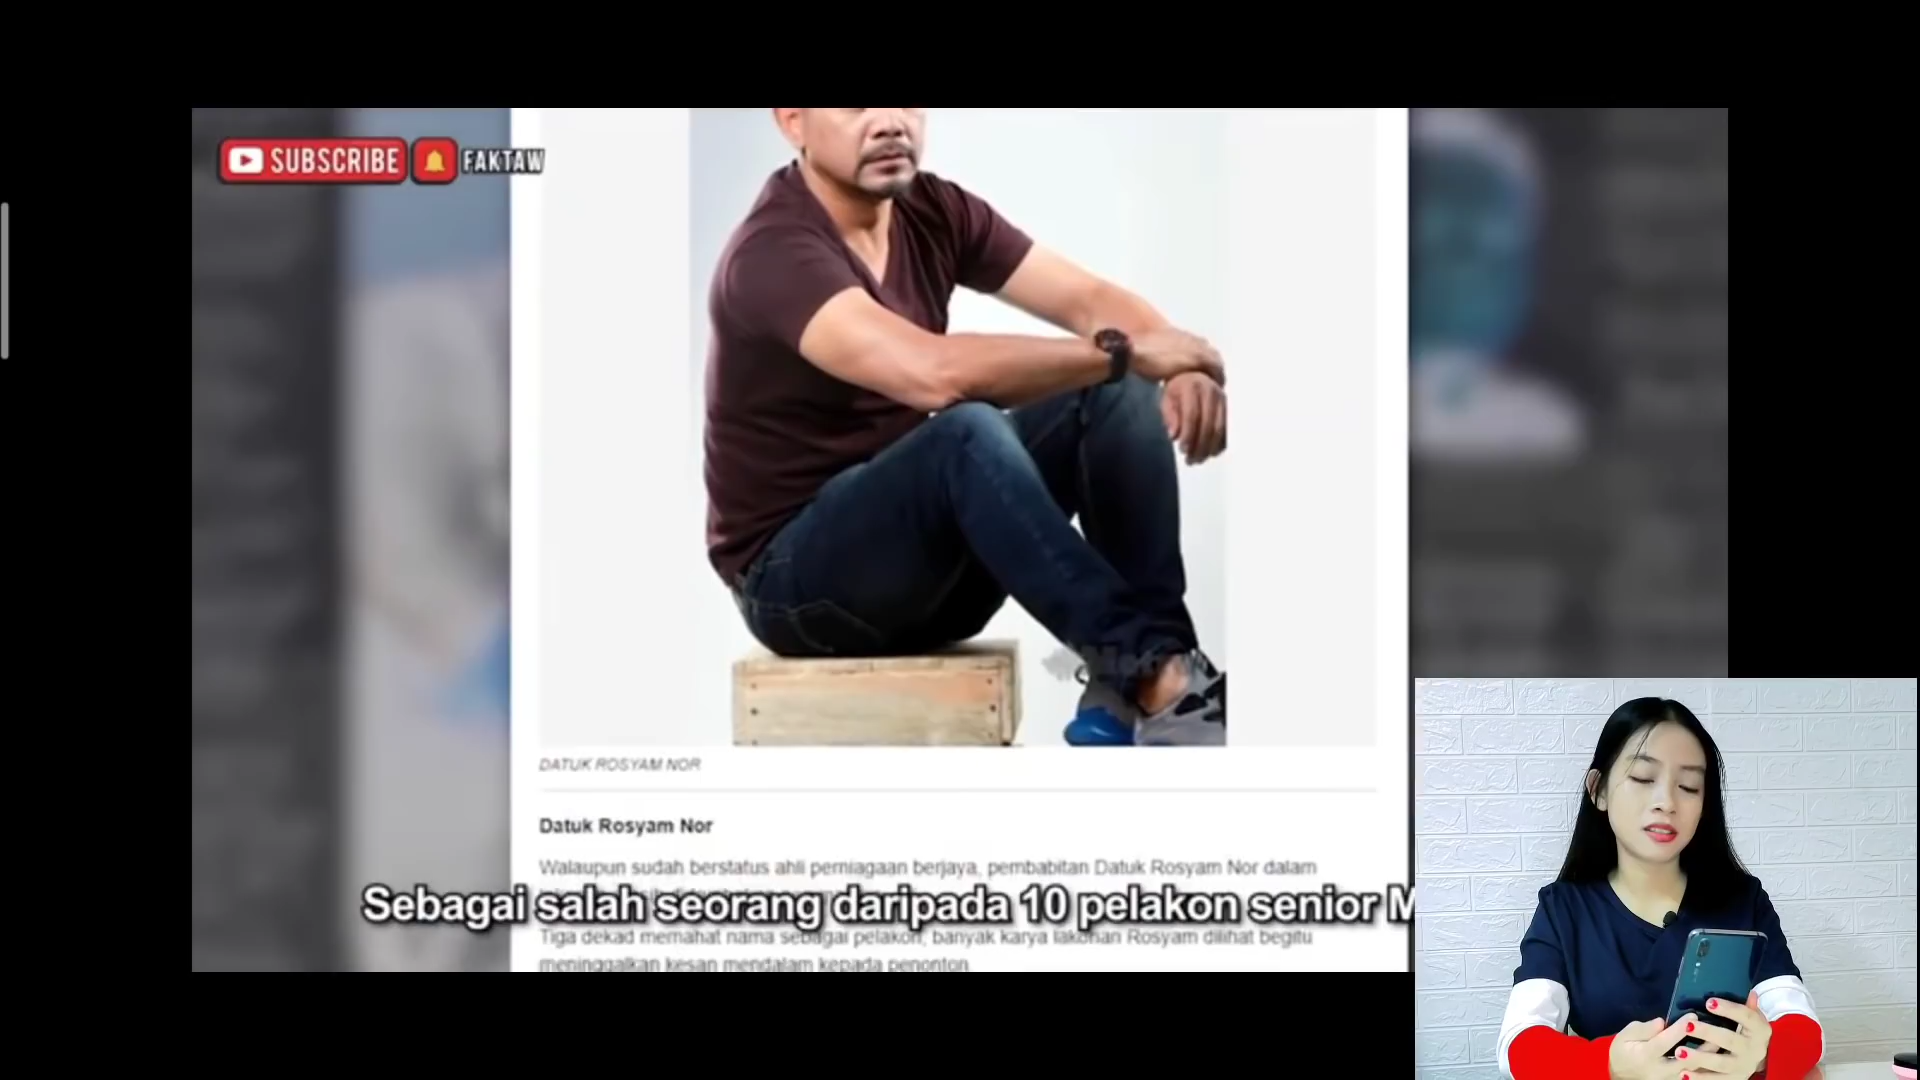 SUBSCRIBE FAKTAW
DATUK ROSYAM NOR
Datuk Rosyam Nor
Walaupun sudah berstatus ahli perniagaan berjaya, pembabitan Datuk Rosyam Nor dalam
Sebagai salah seorang daripada 10 pelakon senior M
Tiga dekad memahat nama sebagai pelakon, banyak karya lakonan Rosyam dilihat begitu
meninggalkan kesan mendalam kepada penonton